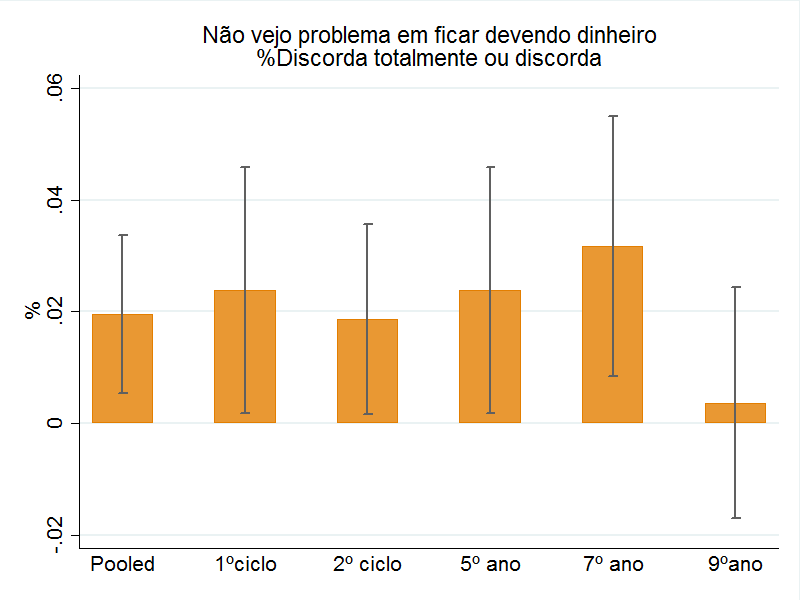 Não vejo problema em ficar devendo dinheiro
%Discorda totalmente ou discorda
.06
.04
.02
0
-.02
%
Pooled 1ºciclo 2º ciclo 5º ano 7º ano 9ºano